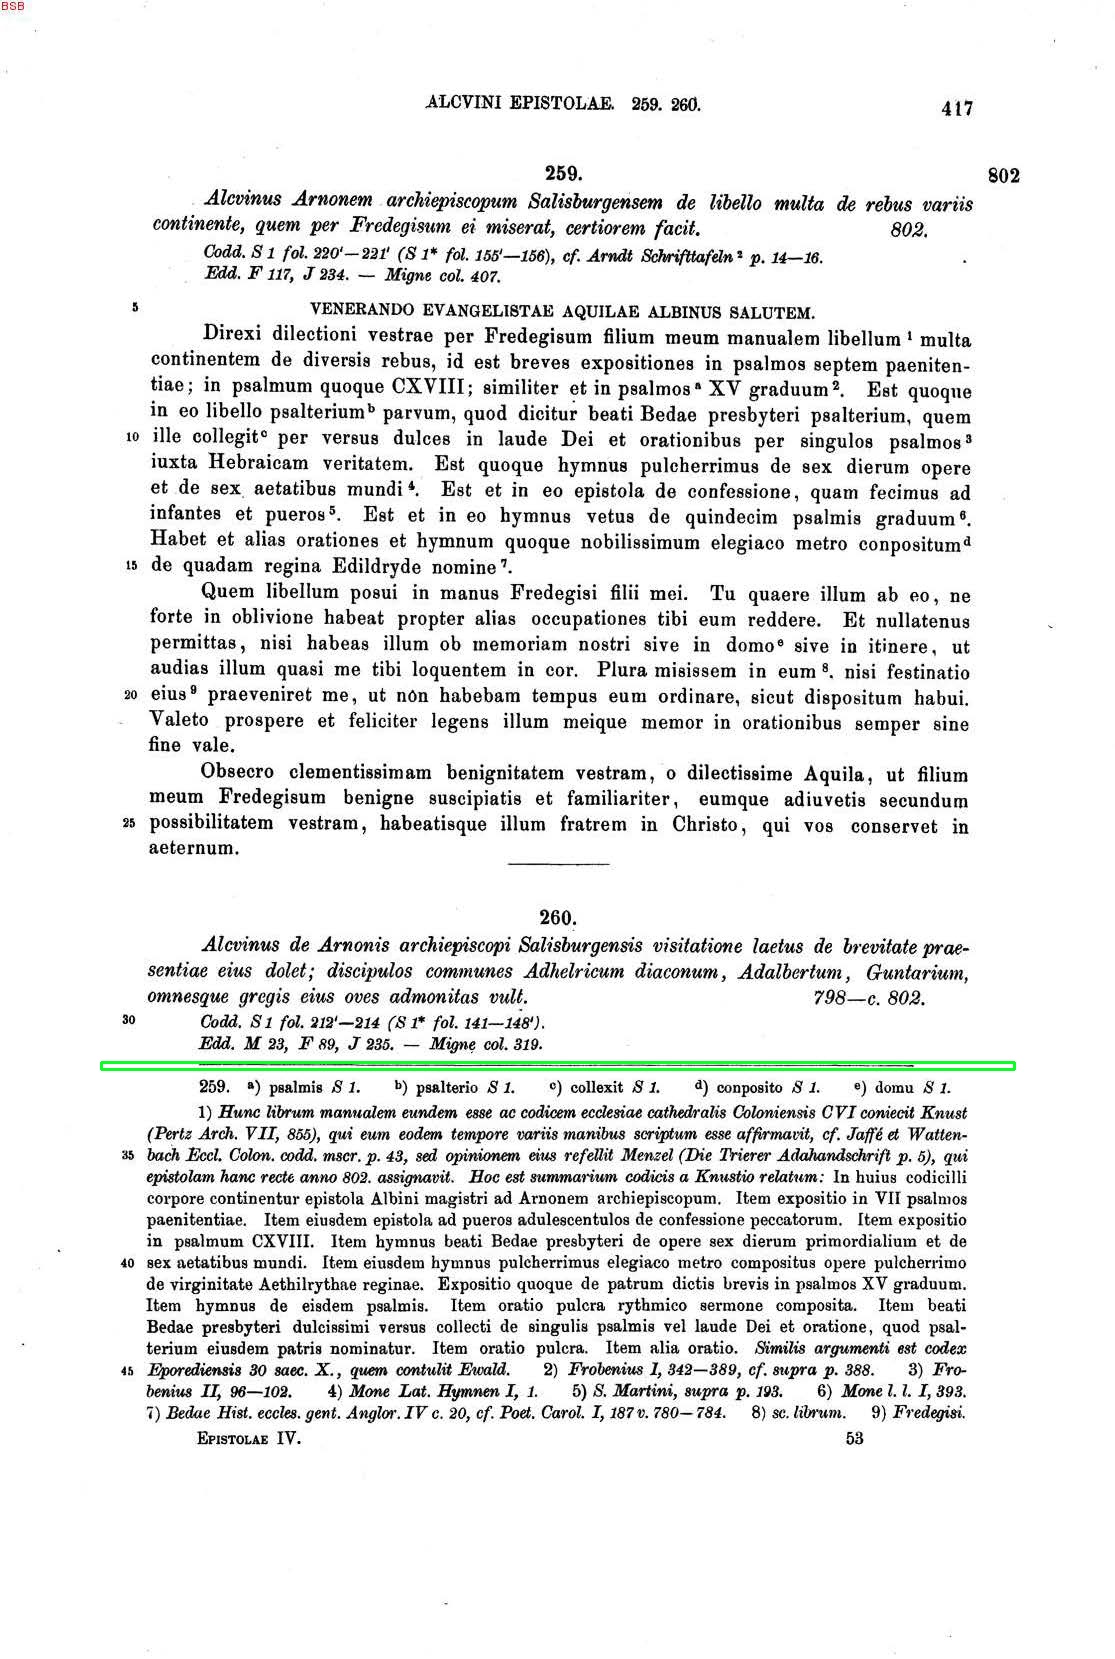 BSB
ALCVINI EPISTOLAE. 259. 260.
417
259.
802
Alcvinus Arnonem archiepiscopum Salisburgensem de libello multa de rebus variis
continente, quem per Fredegisum ei miserat, certiorem facit. 802.
Codd. S 1 fol. 220'—221' (S 1* fol. 155'—156), cf. Arndt Schrifttafeln² p. 14—16.
Edd. F 117, J 234. — Migne col. 407.
5 VENERANDO EVANGELISTAE AQUILAE ALBINUS SALUTEM.
Direxi dilectioni vestrae per Fredegisum filium meum manualem libellum ¹ multa
continentem de diversis rebus, id est breves expositiones in psalmos septem paeniten-
tiae; in psalmum quoque CXVIII; similiter et in psalmosᵃ XV graduum². Est quoque
in eo libello psalteriumᵇ parvum, quod dicitur beati Bedae presbyteri psalterium, quem
10 ille collegitᶜ per versus dulces in laude Dei et orationibus per singulos psalmos³
iuxta Hebraicam veritatem. Est quoque hymnus pulcherrimus de sex dierum opere
et de sex aetatibus mundi⁴. Est et in eo epistola de confessione, quam fecimus ad
infantes et pueros⁵. Est et in eo hymnus vetus de quindecim psalmis graduum⁶.
Habet et alias orationes et hymnum quoque nobilissimum elegiaco metro conpositumᵈ
15 de quadam regina Edildryde nomine⁷.
Quem libellum posui in manus Fredegisi filii mei. Tu quaere illum ab eo, ne
forte in oblivione habeat propter alias occupationes tibi eum reddere. Et nullatenus
permittas, nisi habeas illum ob memoriam nostri sive in domoᵉ sive in itinere, ut
audias illum quasi me tibi loquentem in cor. Plura misissem in eum ⁸. nisi festinatio
20 eius⁹ praeveniret me, ut non habebam tempus eum ordinare, sicut dispositum habui.
Valeto prospere et feliciter legens illum meique memor in orationibus semper sine
fine vale.
Obsecro clementissimam benignitatem vestram, o dilectissime Aquila, ut filium
meum Fredegisum benigne suscipiatis et familiariter, eumque adiuvetis secundum
25 possibilitatem vestram, habeatisque illum fratrem in Christo, qui vos conservet in
aeternum.
260.
Alcvinus de Arnonis archiepiscopi Salisburgensis visitatione laetus de brevitate prae-
sentiae eius dolet; discipulos communes Adhelricum diaconum, Adalbertum, Guntarium,
omnesque gregis eius oves admonitas vult. 798—c. 802.
30 Codd. S 1 fol. 212'—214 (S 1* fol. 141—148').
Edd. M 23, F 89, J 235. — Migne col. 319.
259. ᵃ) psalmis S 1. ᵇ) psalterio S 1. ᶜ) collexit S 1. ᵈ) conposito S 1. ᵉ) domu S 1.
1) Hunc librum manualem eundem esse ac codicem ecclesiae cathedralis Coloniensis CVI coniecit Knust
(Pertz Arch. VII, 855), qui eum eodem tempore variis manibus scriptum esse affirmavit, cf. Jaffé et Watten-
35 bach Eccl. Colon. codd. mscr. p. 43, sed opinionem eius refellit Menzel (Die Trierer Adahandschrift p. 5), qui
epistolam hanc recte anno 802. assignavit. Hoc est summarium codicis a Knustio relatum: In huius codicilli
corpore continentur epistola Albini magistri ad Arnonem archiepiscopum. Item expositio in VII psalmos
paenitentiae. Item eiusdem epistola ad pueros adulescentulos de confessione peccatorum. Item expositio
in psalmum CXVIII. Item hymnus beati Bedae presbyteri de opere sex dierum primordialium et de
40 sex aetatibus mundi. Item eiusdem hymnus pulcherrimus elegiaco metro compositus opere pulcherrimo
de virginitate Aethilrythae reginae. Expositio quoque de patrum dictis brevis in psalmos XV graduum.
Item hymnus de eisdem psalmis. Item oratio pulcra rythmico sermone composita. Item beati
Bedae presbyteri dulcissimi versus collecti de singulis psalmis vel laude Dei et oratione, quod psal-
terium eiusdem patris nominatur. Item oratio pulcra. Item alia oratio. Similis argumenti est codex
45 Eporediensis 30 saec. X., quem contulit Ewald. 2) Frobenius I, 342—389, cf. supra p. 388. 3) Fro-
benius II, 96—102. 4) Mone Lat. Hymnen I, 1. 5) S. Martini, supra p. 193. 6) Mone l. l. I, 393.
7) Bedae Hist. eccles. gent. Anglor. IV c. 20, cf. Poet. Carol. I, 187 v. 780—784. 8) sc. librum. 9) Fredegisi.
EPISTOLAE IV. 53